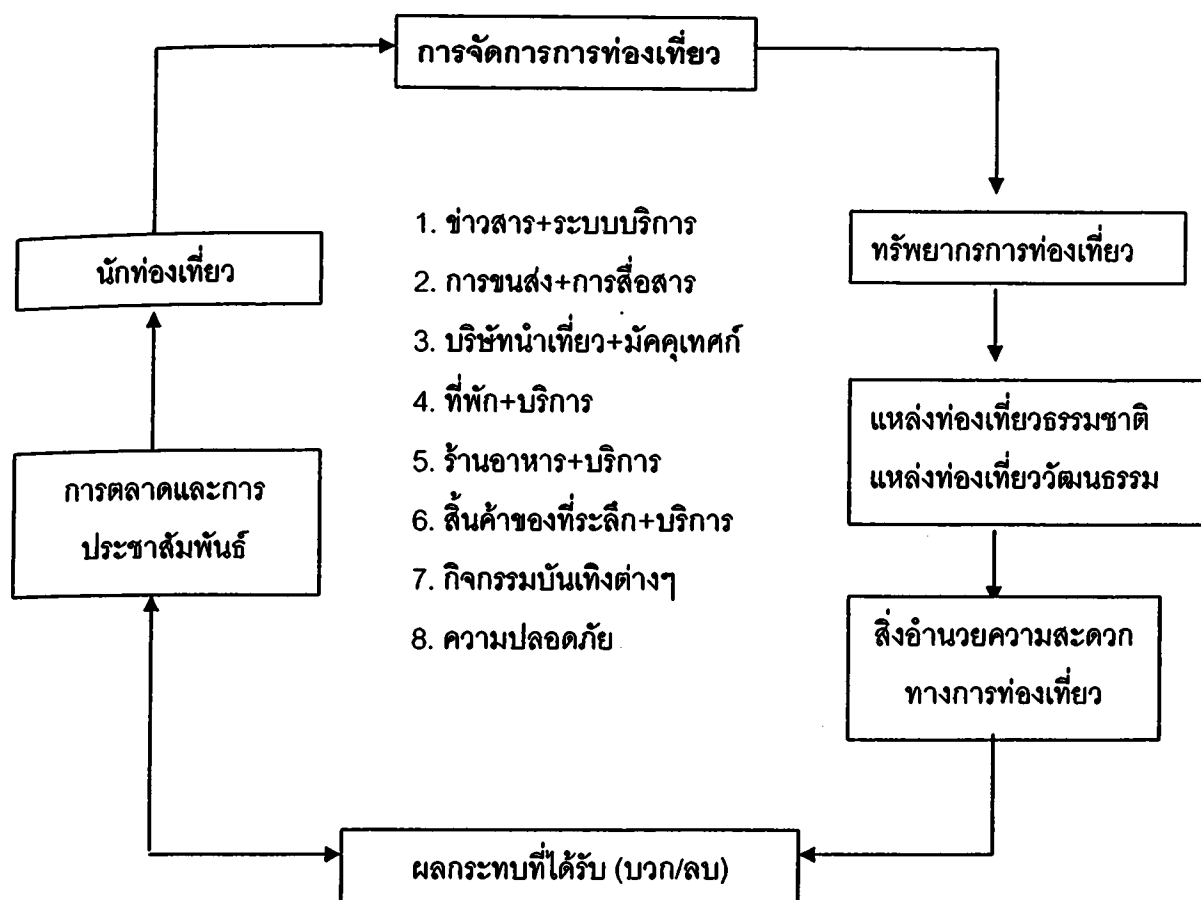 การจัดการการท่องเที่ยว
นักท่องเที่ยว
การตลาดและการ
ประชาสัมพันธ์
1. ข่าวสาร+ระบบบริการ
2. การขนส่ง+การสื่อสาร
3. บริษัทนำเที่ยว+มัคคุเทศก์
4. ที่พัก+บริการ
5. ร้านอาหาร+บริการ
6. สิ้นค้าของที่ระลึก+บริการ
7. กิจกรรมบันเทิงต่างๆ
8. ความปลอดภัย
ทรัพยากรการท่องเที่ยว
แหล่งท่องเที่ยวธรรมชาติ
แหล่งท่องเที่ยววัฒนธรรม
สิ่งอำนวยความสะดวก
ทางการท่องเที่ยว
ผลกระทบที่ได้รับ (บวก/ลบ)